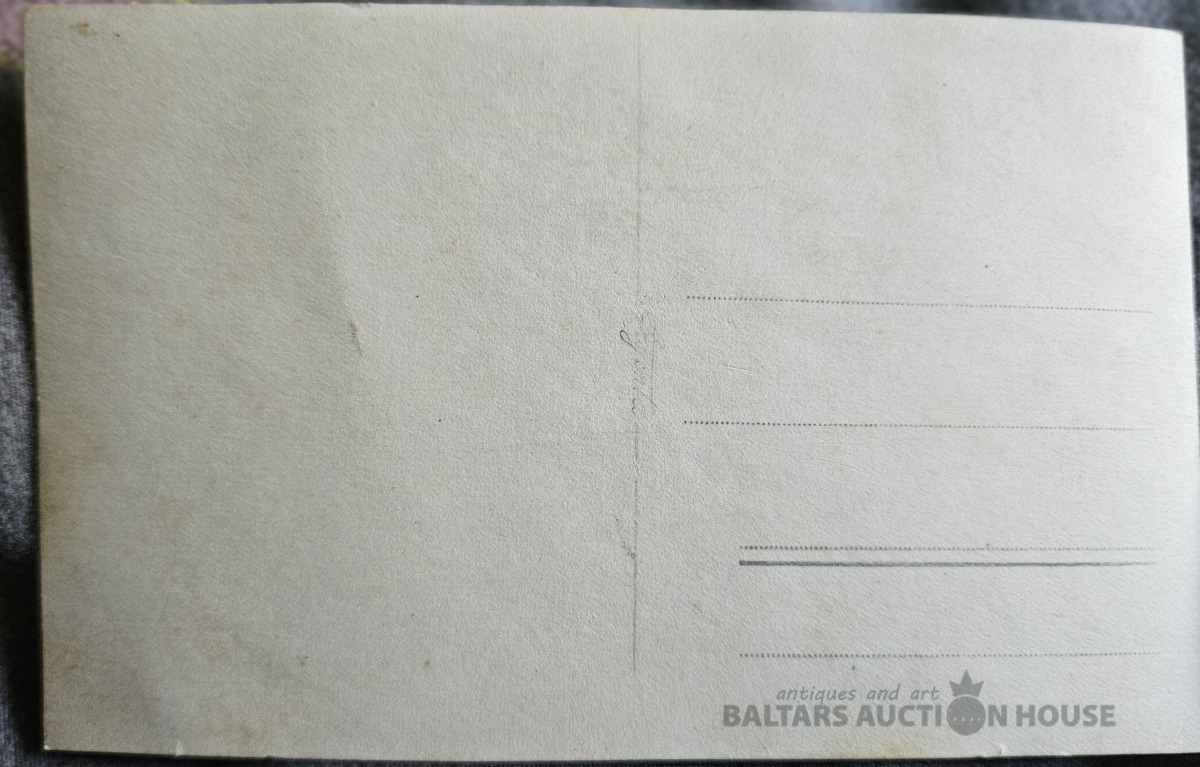 antiques and art
BALTARS AUCTION HOUSE